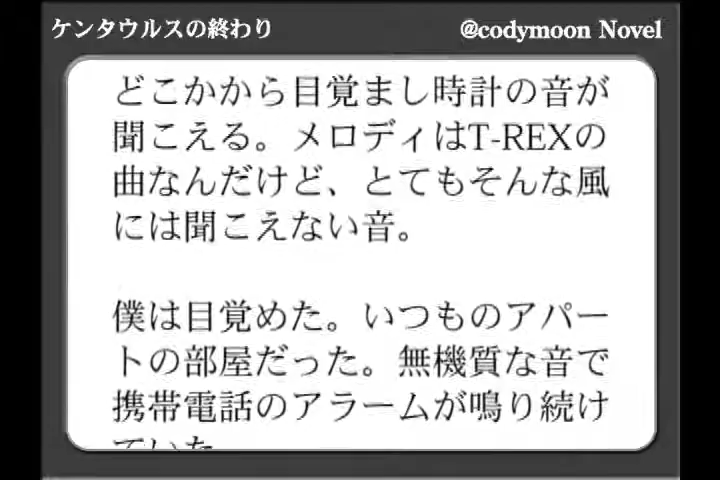 ケンタウルスの終わり
@codymoon Novel
どこかから目覚まし時計の音が
聞こえる。メロディはT-REXの
曲なんだけど、とてもそんな風
には聞こえない音。
僕は目覚めた。いつものアパー
トの部屋だった。無機質な音で
携帯電話のアラームが鳴り続け
ていた